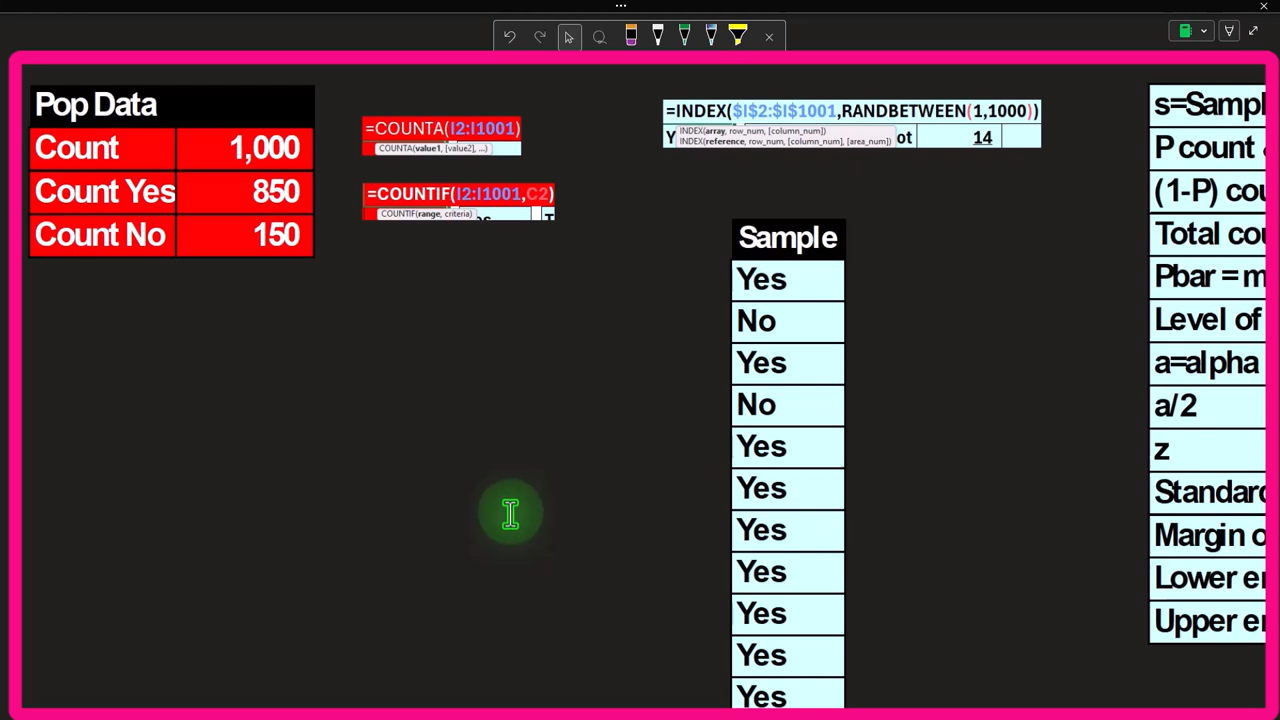 Pop Data
Count 1,000
Count Yes 850
Count No 150
=COUNTA(I2:I1001)
COUNTA(value1, [value2], ...)
=COUNTIF(I2:I1001,C2)
COUNTIF(range, criteria)
=INDEX($I$2:$I$1001,RANDBETWEEN(1,1000))
INDEX(array, row_num, [column_num])
INDEX(reference, row_num, [column_num], [area_num])
Y ot 14
Sample
Yes
No
Yes
No
Yes
Yes
Yes
Yes
Yes
Yes
Yes
s=Sampl
P count
(1-P) cou
Total cou
Pbar = m
Level of
a=alpha
a/2
z
Standard
Margin o
Lower e
Upper e